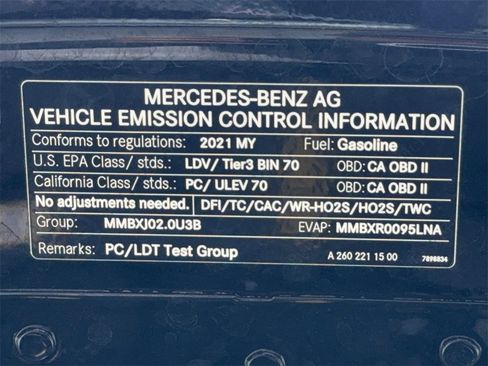 MERCEDES-BENZ AG
VEHICLE EMISSION CONTROL INFORMATION
Conforms to regulations: 2021 MY Fuel: Gasoline
U.S. EPA Class/ stds.: LDV/ Tier3 BIN 70 OBD: CA OBD II
California Class/ stds.: PC/ ULEV 70 OBD: CA OBD II
No adjustments needed. DFI/TC/CAC/WR-HO2S/HO2S/TWC
Group: MMBXJ02.0U3B EVAP: MMBXR0095LNA
Remarks: PC/LDT Test Group A 260 221 15 00 7898834